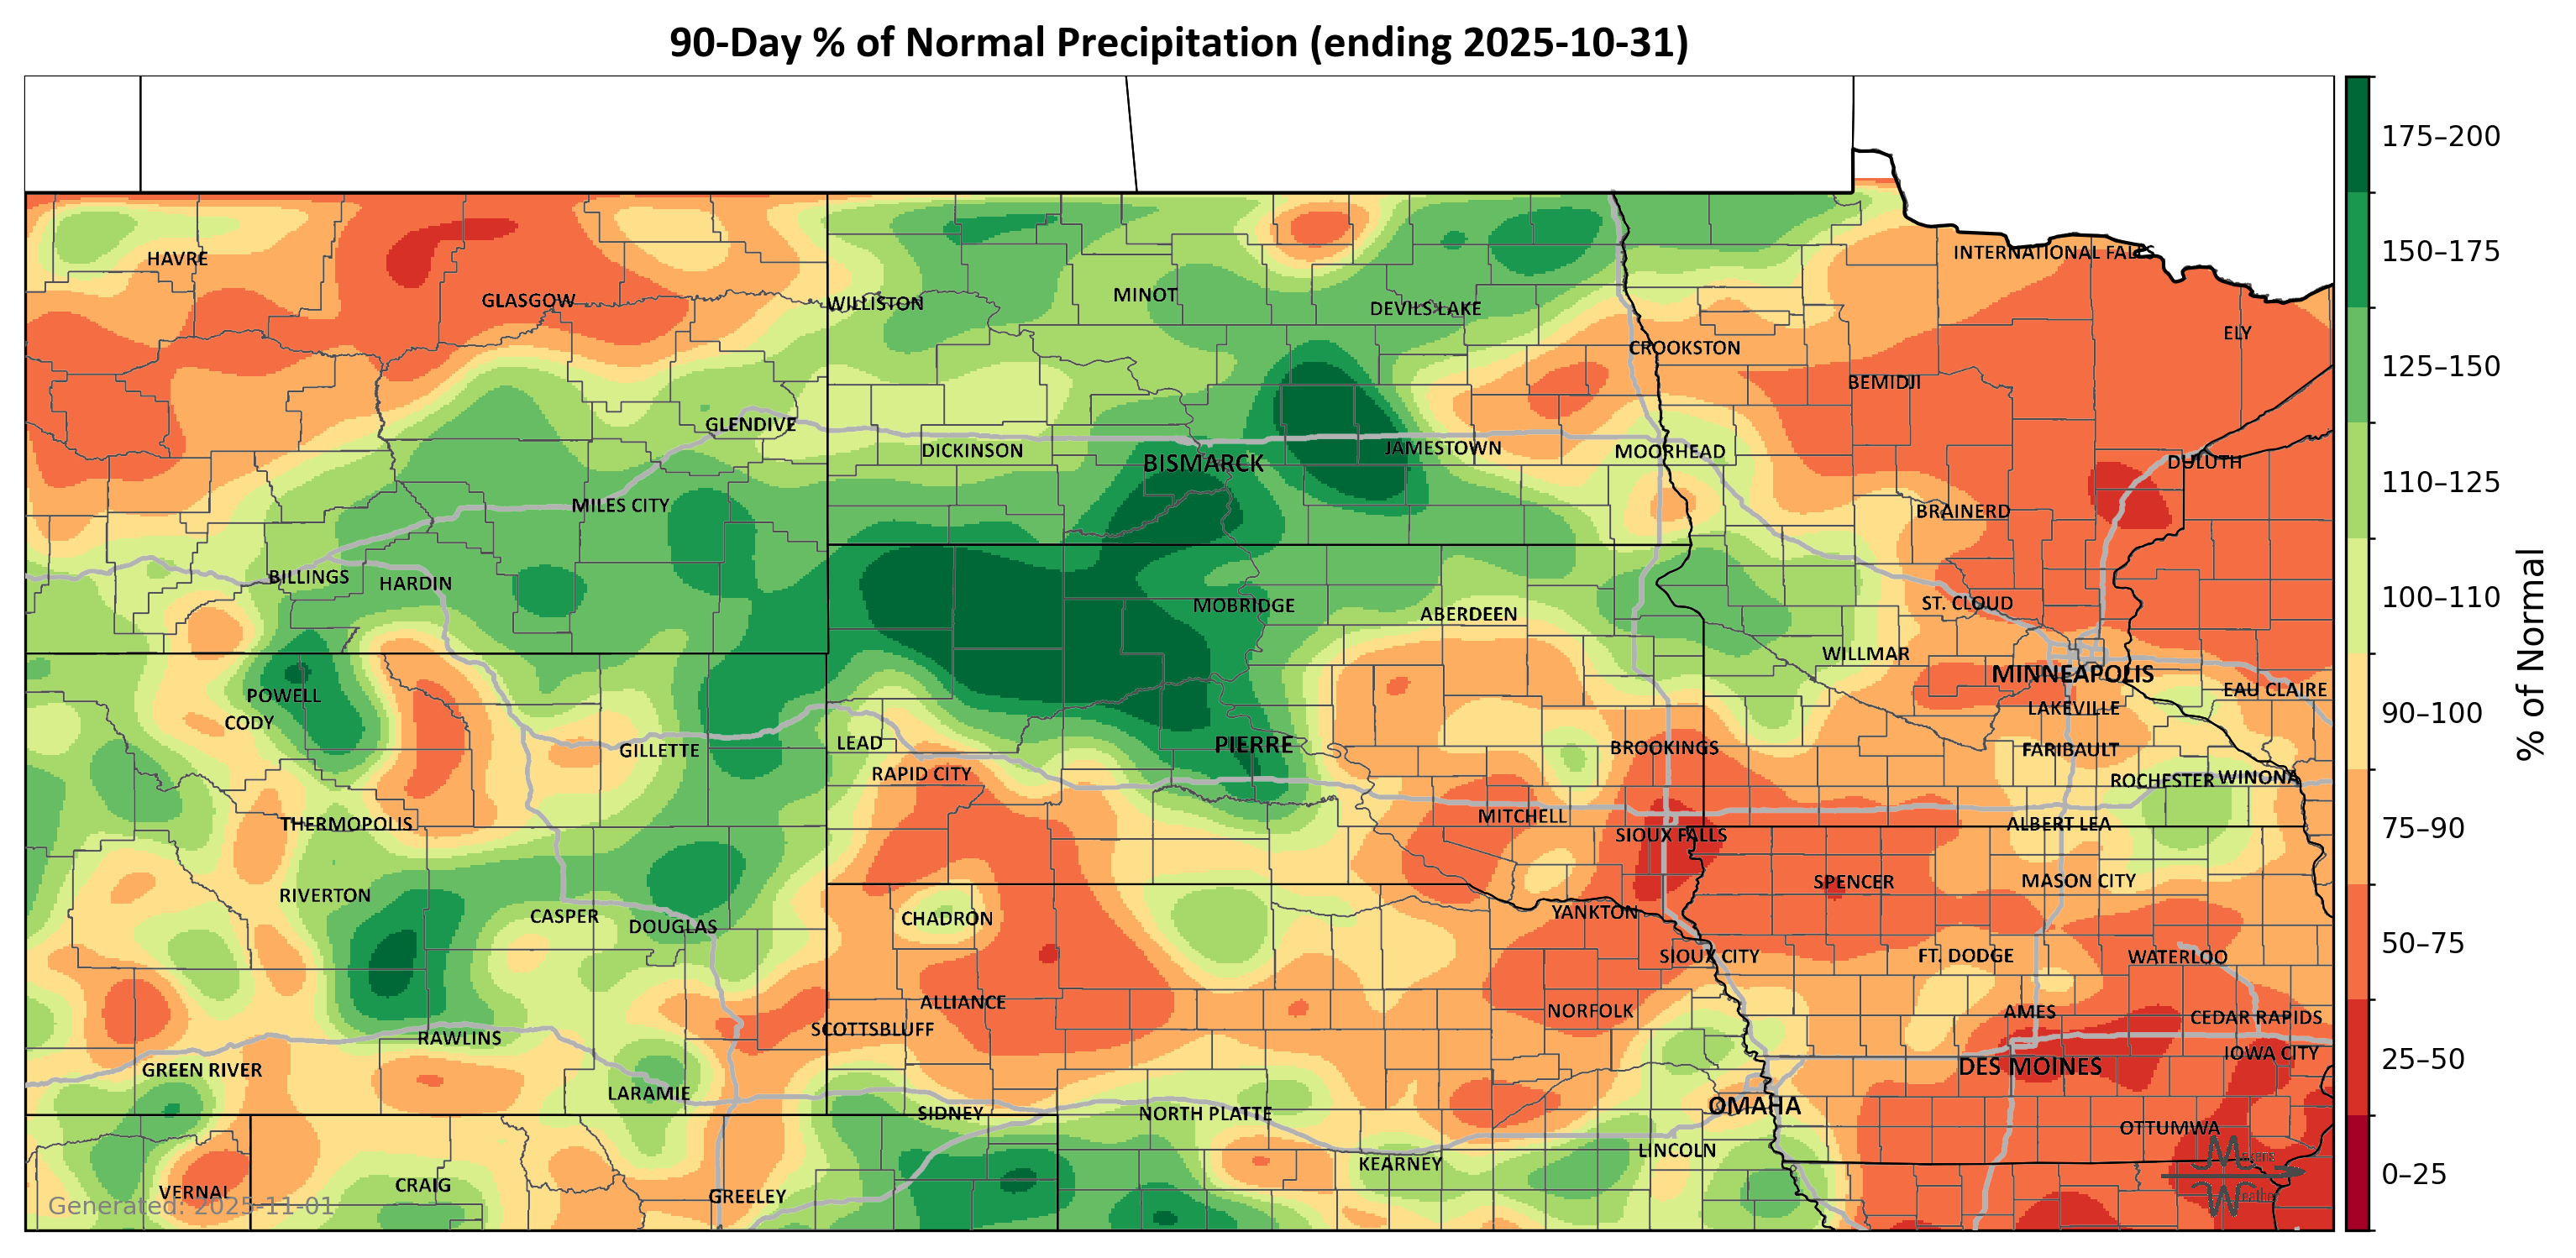 90-Day % of Normal Precipitation (ending 2025-10-31)
175–200
150–175
125–150
110–125
100–110
90–100
75–90
50–75
25–50
0–25
% of Normal
HAVRE
INTERNATIONAL FALLS
GLASGOW
WILLISTON
MINOT
DEVILS LAKE
ELY
CROOKSTON
BEMIDJI
GLENDIVE
DICKINSON
BISMARCK
JAMESTOWN
MOORHEAD
DULUTH
MILES CITY
BRAINERD
BILLINGS
HARDIN
MOBRIDGE
ABERDEEN
ST. CLOUD
WILLMAR
MINNEAPOLIS
POWELL
EAU CLAIRE
CODY
LAKEVILLE
GILLETTE
LEAD
PIERRE
BROOKINGS
FARIBAULT
RAPID CITY
ROCHESTER
WINONA
THERMOPOLIS
MITCHELL
SIOUX FALLS
ALBERT LEA
RIVERTON
SPENCER
MASON CITY
CASPER
DOUGLAS
CHADRON
YANKTON
SIOUX CITY
FT. DODGE
WATERLOO
ALLIANCE
NORFOLK
AMES
CEDAR RAPIDS
RAWLINS
SCOTTSBLUFF
IOWA CITY
GREEN RIVER
DES MOINES
LARAMIE
SIDNEY
NORTH PLATTE
OMAHA
OTTUMWA
KEARNEY
LINCOLN
VERNAL
CRAIG
GREELEY
Generated: 2025-11-01